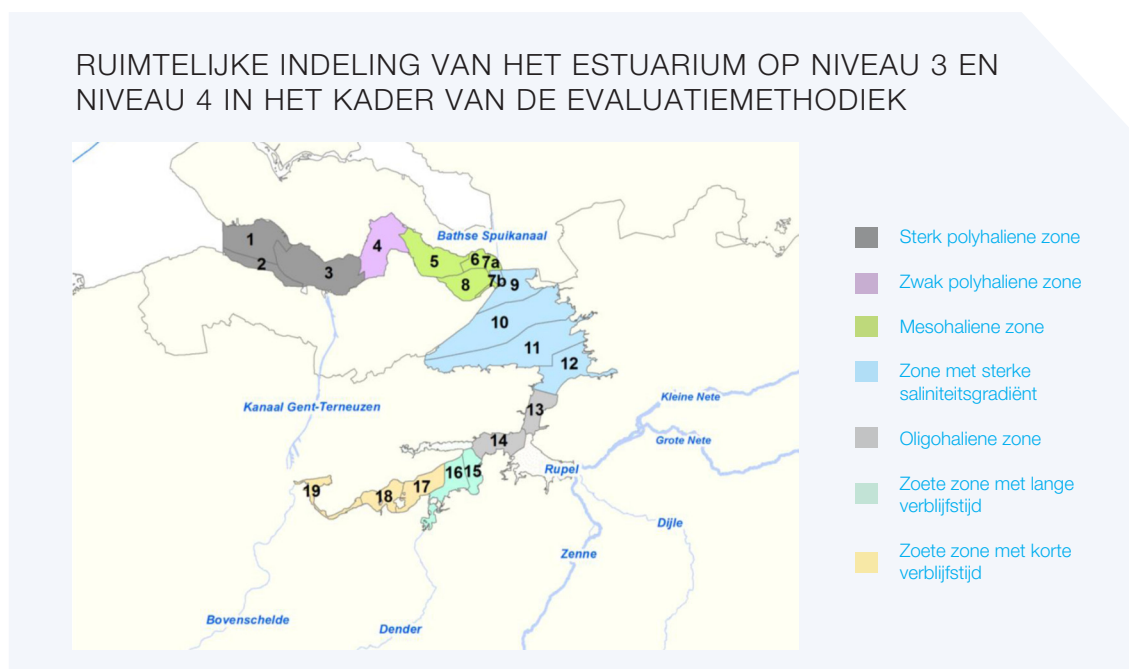 RUIMTELIJKE INDELING VAN HET ESTUARIUM OP NIVEAU 3 EN
NIVEAU 4 IN HET KADER VAN DE EVALUATIEMETHODIEK
1
2
3
4
Bathse Spuikanaal
5
6
7a
7b
8
9
10
11
12
Kanaal Gent-Terneuzen
13
Kleine Nete
Grote Nete
14
Rupel
16
15
17
18
19
Dijle
Zenne
Bovenschelde
Dender
Sterk polyhaliene zone
Zwak polyhaliene zone
Mesohaliene zone
Zone met sterke
saliniteitsgradiënt
Oligohaliene zone
Zoete zone met lange
verblijfstijd
Zoete zone met korte
verblijfstijd